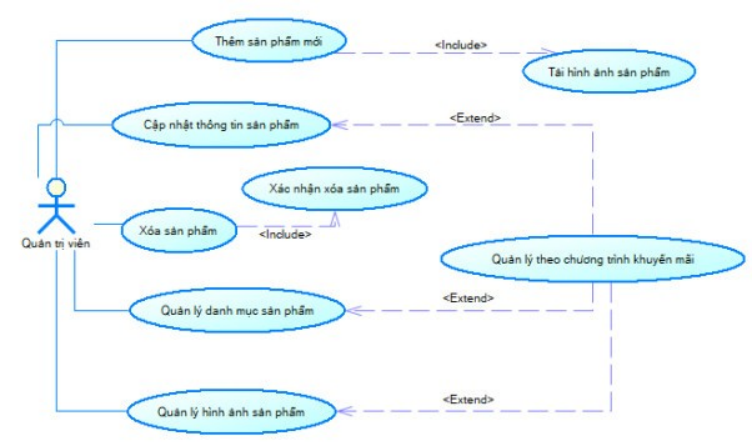 Thêm sản phẩm mới
<Include>
Tải hình ảnh sản phẩm
Cập nhật thông tin sản phẩm
<Extend>
Xác nhận xóa sản phẩm
Xóa sản phẩm
<Include>
Quản trị viên
Quản lý theo chương trình khuyến mãi
Quản lý danh mục sản phẩm
<Extend>
Quản lý hình ảnh sản phẩm
<Extend>